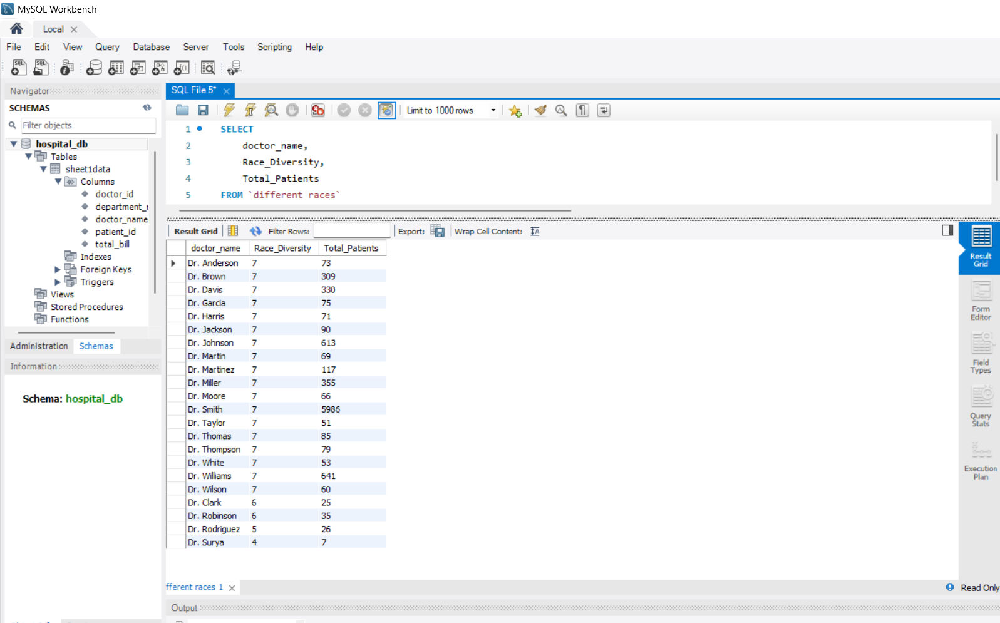 MySQL Workbench
Local
File Edit View Query Database Server Tools Scripting Help
Navigator
SCHEMAS
Filter objects
hospital_db
Tables
sheet1data
Columns
doctor_id
department_
doctor_name
patient_id
total_bill
Indexes
Foreign Keys
Triggers
Views
Stored Procedures
Functions
Administration Schemas
Information
Schema: hospital_db
SQL File 5*
Limit to 1000 rows
1 SELECT
2 doctor_name,
3 Race_Diversity,
4 Total_Patients
5 FROM `different races`
Result Grid Filter Rows: Export: Wrap Cell Content:
doctor_name Race_Diversity Total_Patients
Dr. Anderson 7 73
Dr. Brown 7 309
Dr. Davis 7 330
Dr. Garcia 7 75
Dr. Harris 7 71
Dr. Jackson 7 90
Dr. Johnson 7 613
Dr. Martin 7 69
Dr. Martinez 7 117
Dr. Miller 7 355
Dr. Moore 7 66
Dr. Smith 7 5986
Dr. Taylor 7 51
Dr. Thomas 7 85
Dr. Thompson 7 79
Dr. White 7 53
Dr. Williams 7 641
Dr. Wilson 7 60
Dr. Clark 6 25
Dr. Robinson 6 35
Dr. Rodriguez 5 26
Dr. Surya 4 7
Result
Grid
Form
Editor
Field
Types
Query
Stats
Execution
Plan
fferent races 1
Read Only
Output